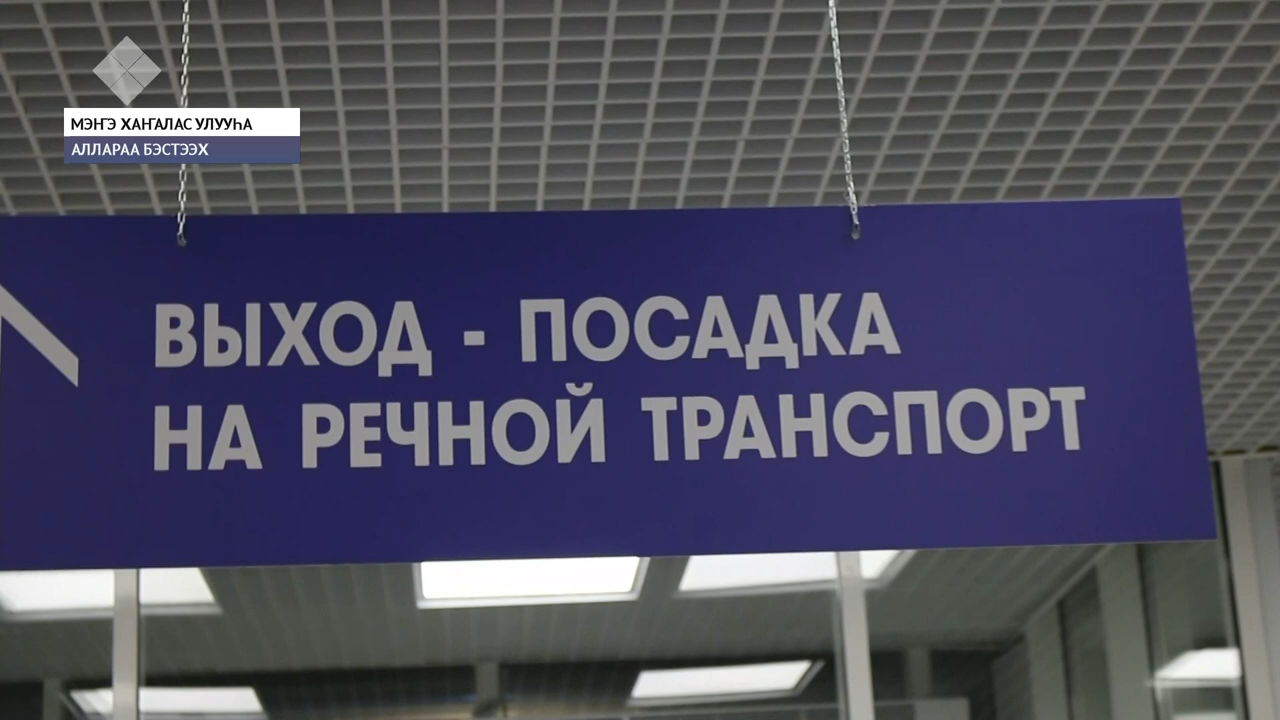 МЭҤЭ ХАҤАЛАС УЛУУҺА
АЛЛАРАА БЭСТЭЭХ
ВЫХОД - ПОСАДКА
НА РЕЧНОЙ ТРАНСПОРТ